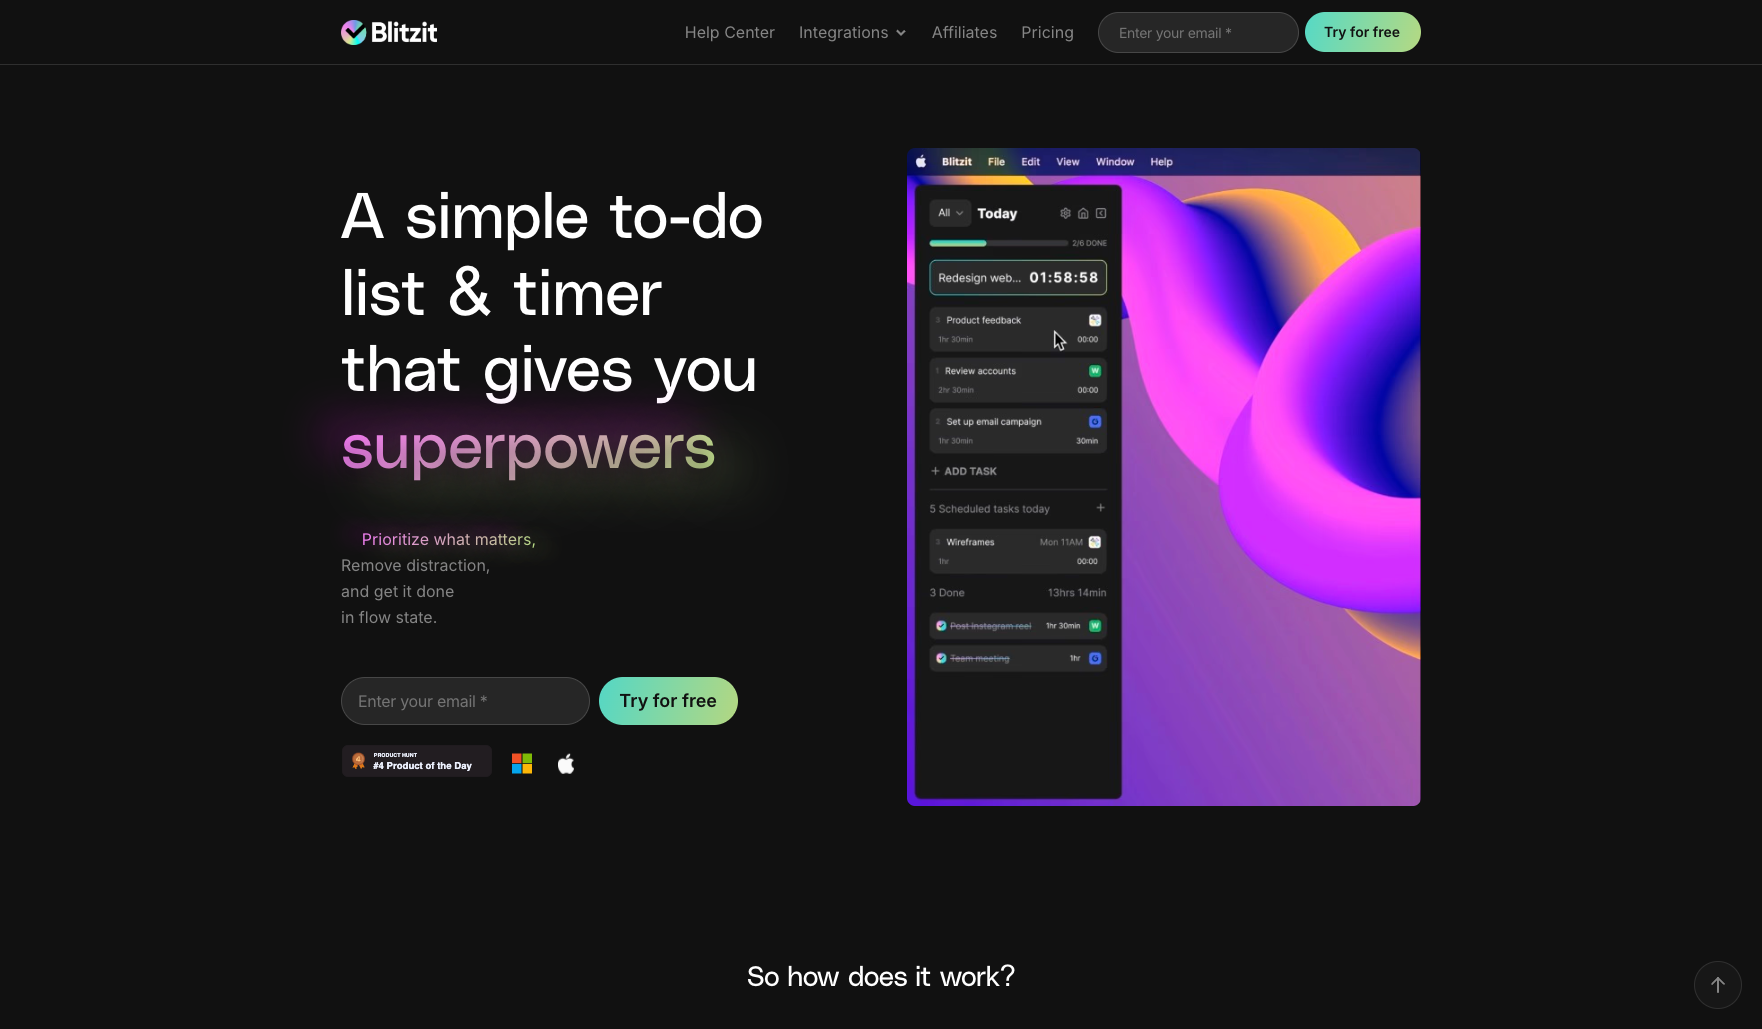 Blitzit
Help Center
Integrations
Affiliates
Pricing
Enter your email *
Try for free
A simple to-do
list & timer
that gives you
superpowers
Prioritize what matters,
Remove distraction,
and get it done
in flow state.
Enter your email *
Try for free
PRODUCT HUNT
#4 Product of the Day
Blitzit File Edit View Window Help
All
Today
2/6 DONE
Redesign web... 01:58:58
3 Product feedback
1hr 30min 00:00
Review accounts
2hr 30min 00:00
Set up email campaign
1hr 30min 30min
+ ADD TASK
5 Scheduled tasks today +
Wireframes Mon 11AM
1hr 00:00
3 Done 13hrs 14min
Post Instagram reel 1hr 30min W
Team meeting 1hr
So how does it work?